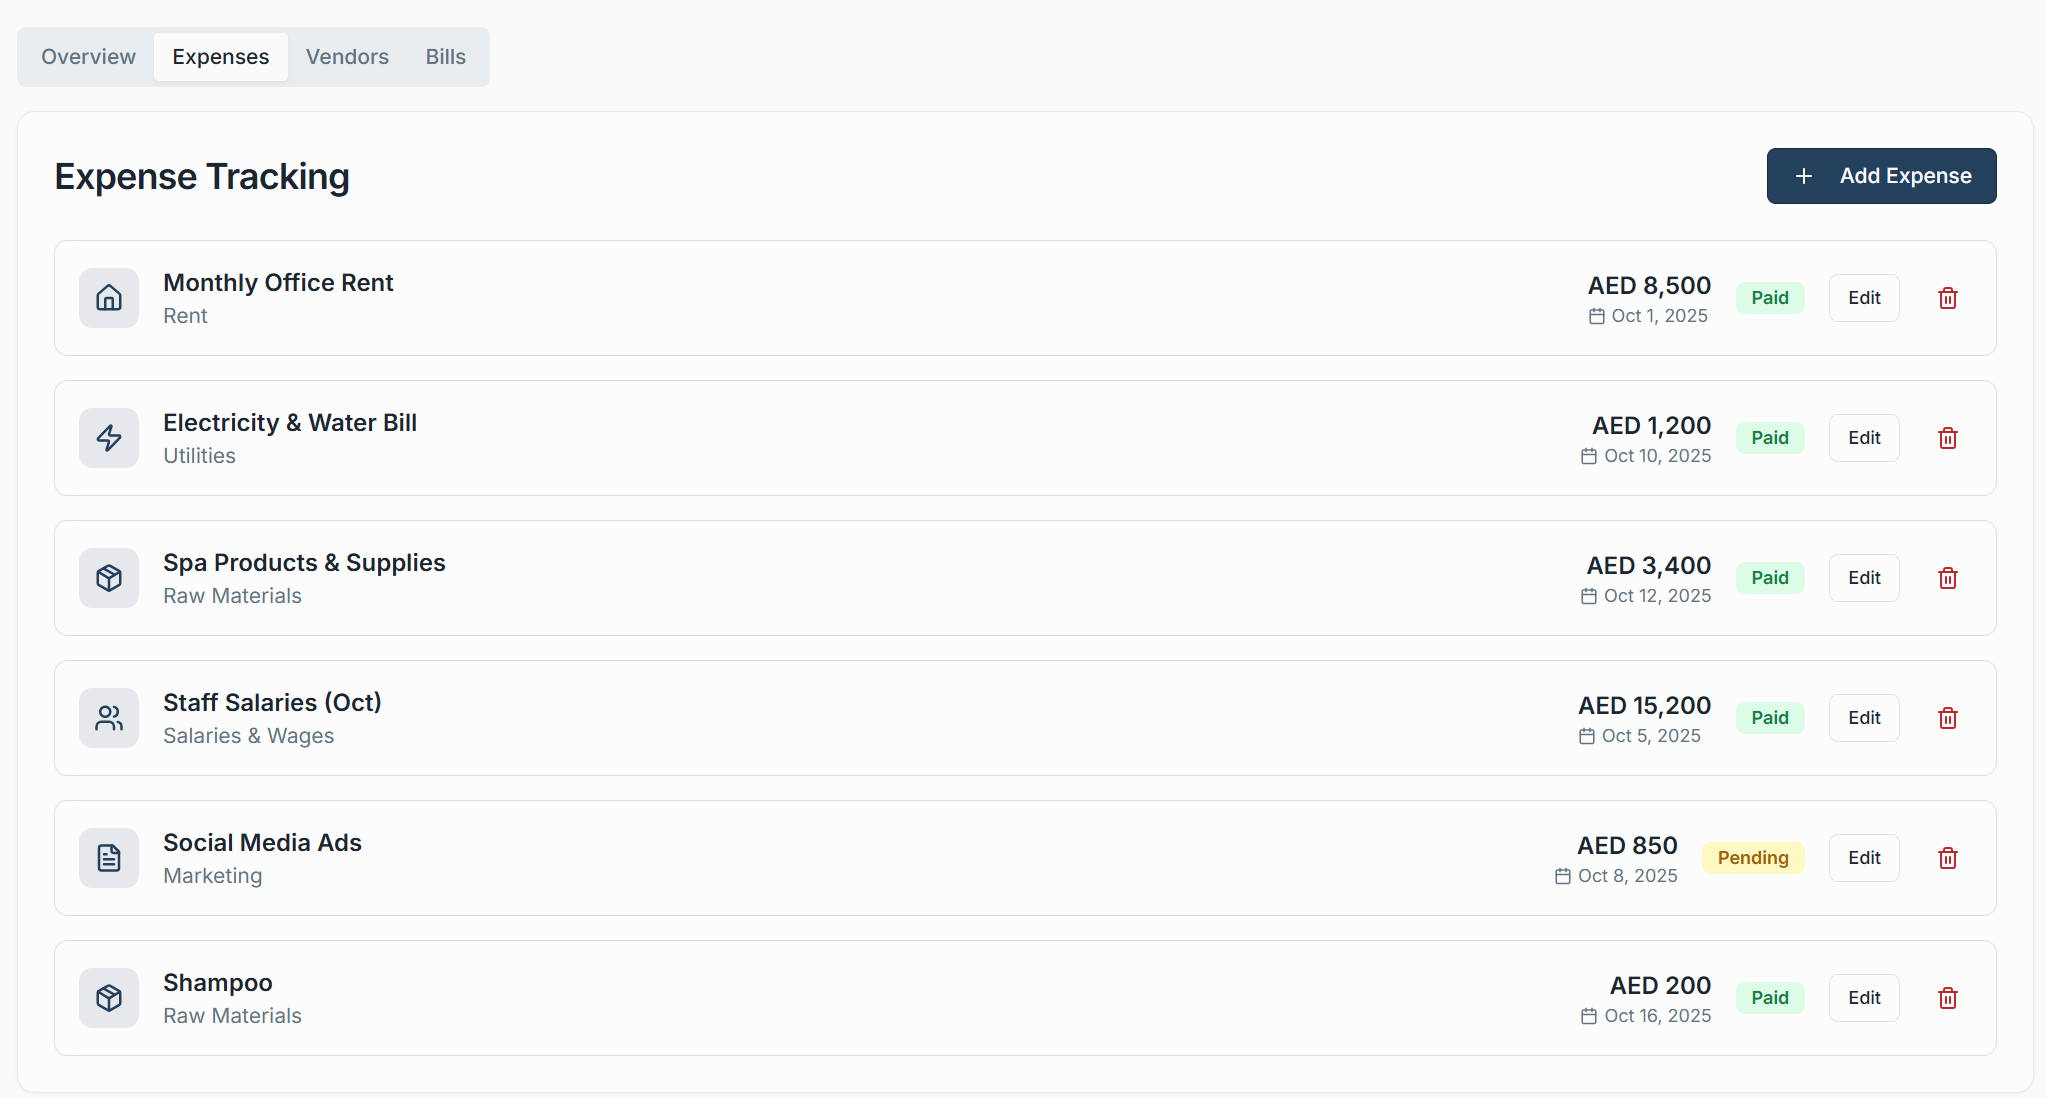 Overview Expenses Vendors Bills
Expense Tracking
Add Expense
Monthly Office Rent
Rent
AED 8,500
Oct 1, 2025
Paid
Edit
Electricity & Water Bill
Utilities
AED 1,200
Oct 10, 2025
Paid
Edit
Spa Products & Supplies
Raw Materials
AED 3,400
Oct 12, 2025
Paid
Edit
Staff Salaries (Oct)
Salaries & Wages
AED 15,200
Oct 5, 2025
Paid
Edit
Social Media Ads
Marketing
AED 850
Oct 8, 2025
Pending
Edit
Shampoo
Raw Materials
AED 200
Oct 16, 2025
Paid
Edit